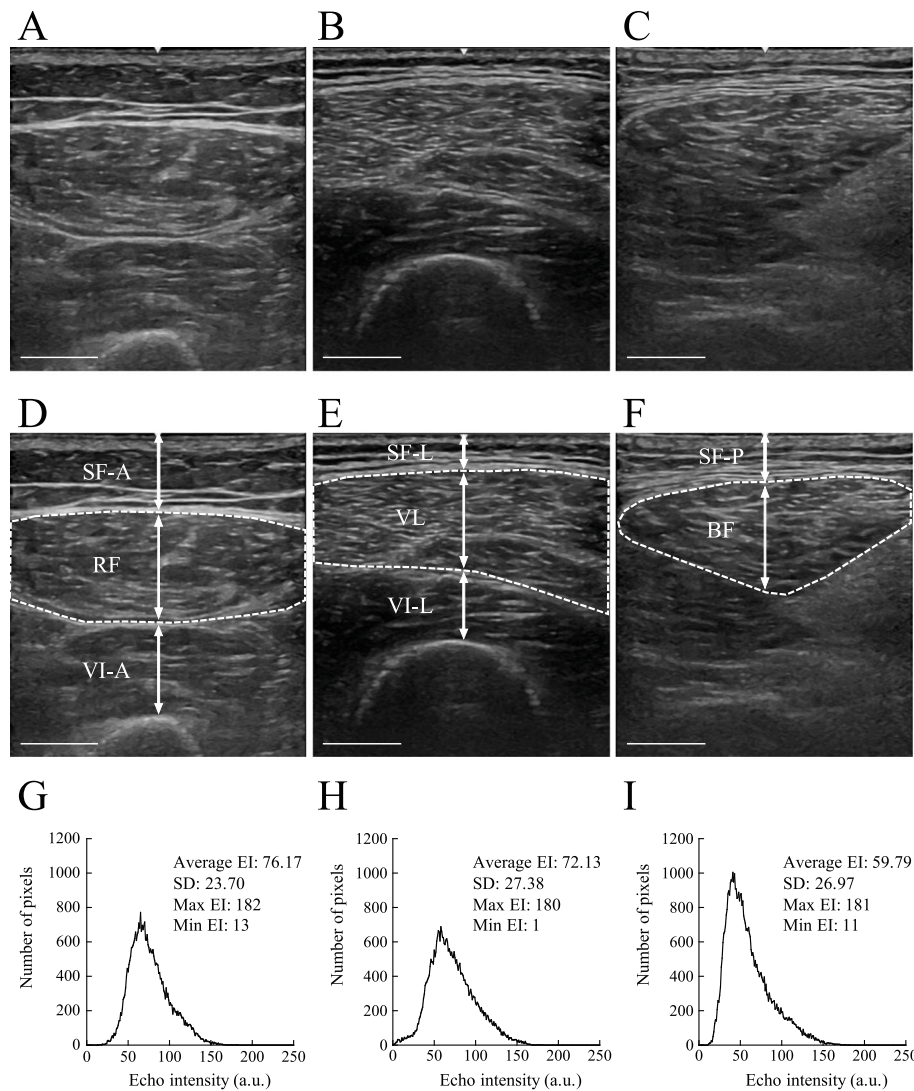 A
B
C
D
E
F
SF-A
RF
VI-A
SF-L
VL
VI-L
SF-P
BF
G
H
I
Number of pixels
1200
1000
800
600
400
200
0
0 50 100 150 200 250
Echo intensity (a.u.)
Average EI: 76.17
SD: 23.70
Max EI: 182
Min EI: 13
Number of pixels
1200
1000
800
600
400
200
0
0 50 100 150 200 250
Echo intensity (a.u.)
Average EI: 72.13
SD: 27.38
Max EI: 180
Min EI: 1
Number of pixels
1200
1000
800
600
400
200
0
0 50 100 150 200 250
Echo intensity (a.u.)
Average EI: 59.79
SD: 26.97
Max EI: 181
Min EI: 11